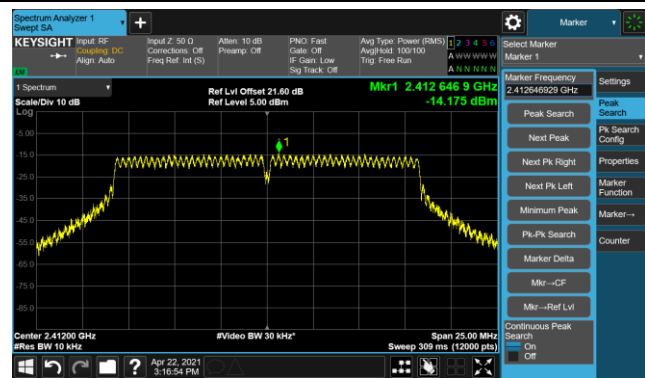 Spectrum Analyzer 1
Swept SA
Marker
KEYSIGHT
Input: RF
Coupling: DC
Align: Auto
Input Z: 50 Ω
Corrections: Off
Freq Ref: Int (S)
Atten: 10 dB
Preamp: Off
PNO: Fast
Gate: Off
IF Gain: Low
Sig Track: Off
Avg Type: Power (RMS)
Avg|Hold: 100/100
Trig: Free Run
1 2 3 4 5 6
A W W W W W
A N N N N N
Select Marker
Marker 1
1 Spectrum
Scale/Div 10 dB
Log
Ref Lvl Offset 21.60 dB
Ref Level 5.00 dBm
Mkr1 2.412 646 9 GHz
-14.175 dBm
-5.00
-15.0
-25.0
-35.0
-45.0
-55.0
-65.0
-75.0
-85.0
1
Center 2.41200 GHz
#Res BW 10 kHz
#Video BW 30 kHz*
Span 25.00 MHz
Sweep 309 ms (12000 pts)
Marker Frequency
2.412646929 GHz
Peak Search
Next Peak
Next Pk Right
Next Pk Left
Minimum Peak
Pk-Pk Search
Marker Delta
Mkr→CF
Mkr→Ref Lvl
Continuous Peak
Search
On
Off
Settings
Peak
Search
Pk Search
Config
Properties
Marker
Function
Marker→
Counter
?
Apr 22, 2021
3:16:54 PM